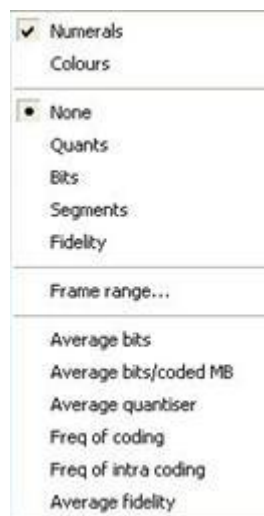 Numerals
Colours
None
Quants
Bits
Segments
Fidelity
Frame range...
Average bits
Average bits/coded MB
Average quantiser
Freq of coding
Freq of intra coding
Average fidelity